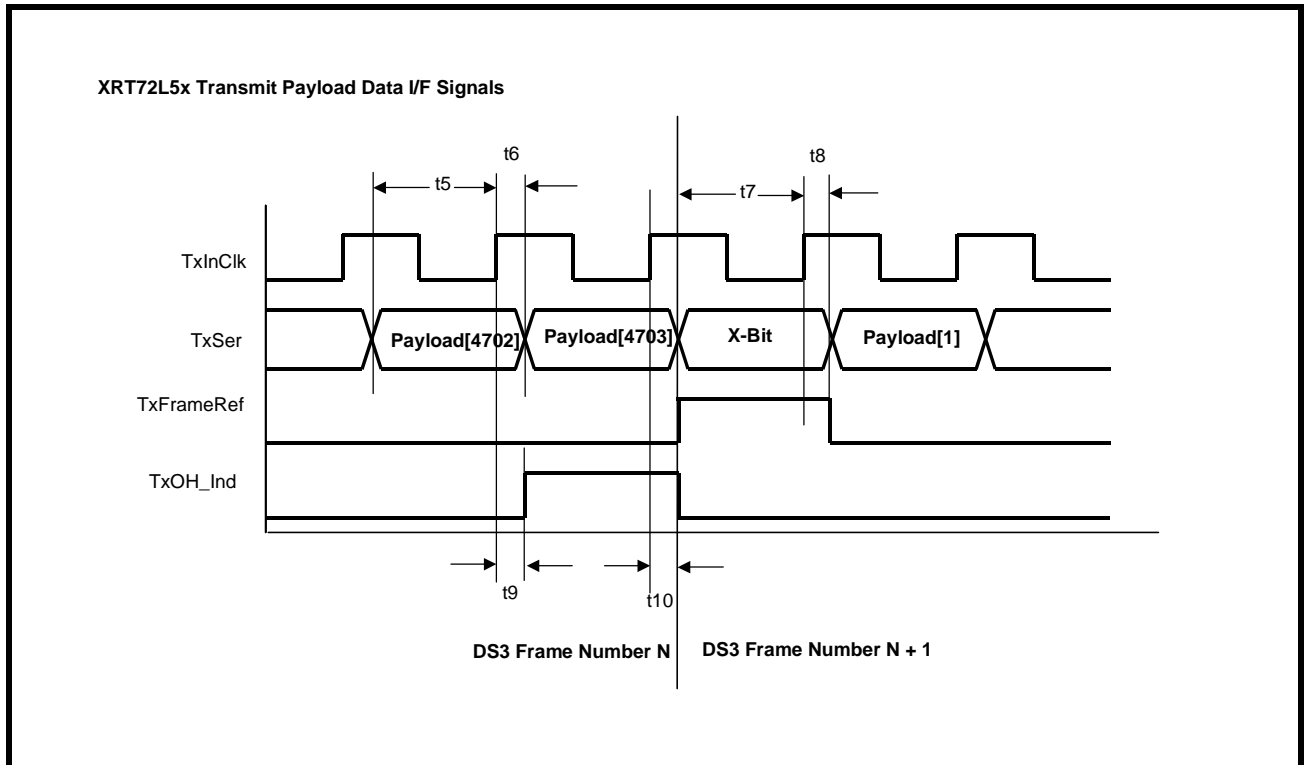 XRT72L5x Transmit Payload Data I/F Signals
t6
t8
t5
t7
TxInClk
TxSer
Payload[4702]
Payload[4703]
X-Bit
Payload[1]
TxFrameRef
TxOH_Ind
t9
t10
DS3 Frame Number N
DS3 Frame Number N + 1